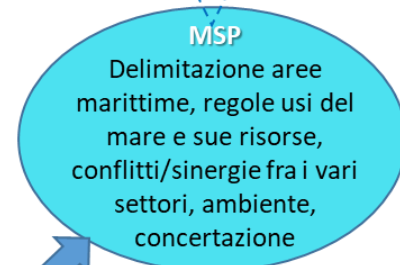 MSP
Delimitazione aree
marittime, regole usi del
mare e sue risorse,
conflitti/sinergie fra i vari
settori, ambiente,
concertazione